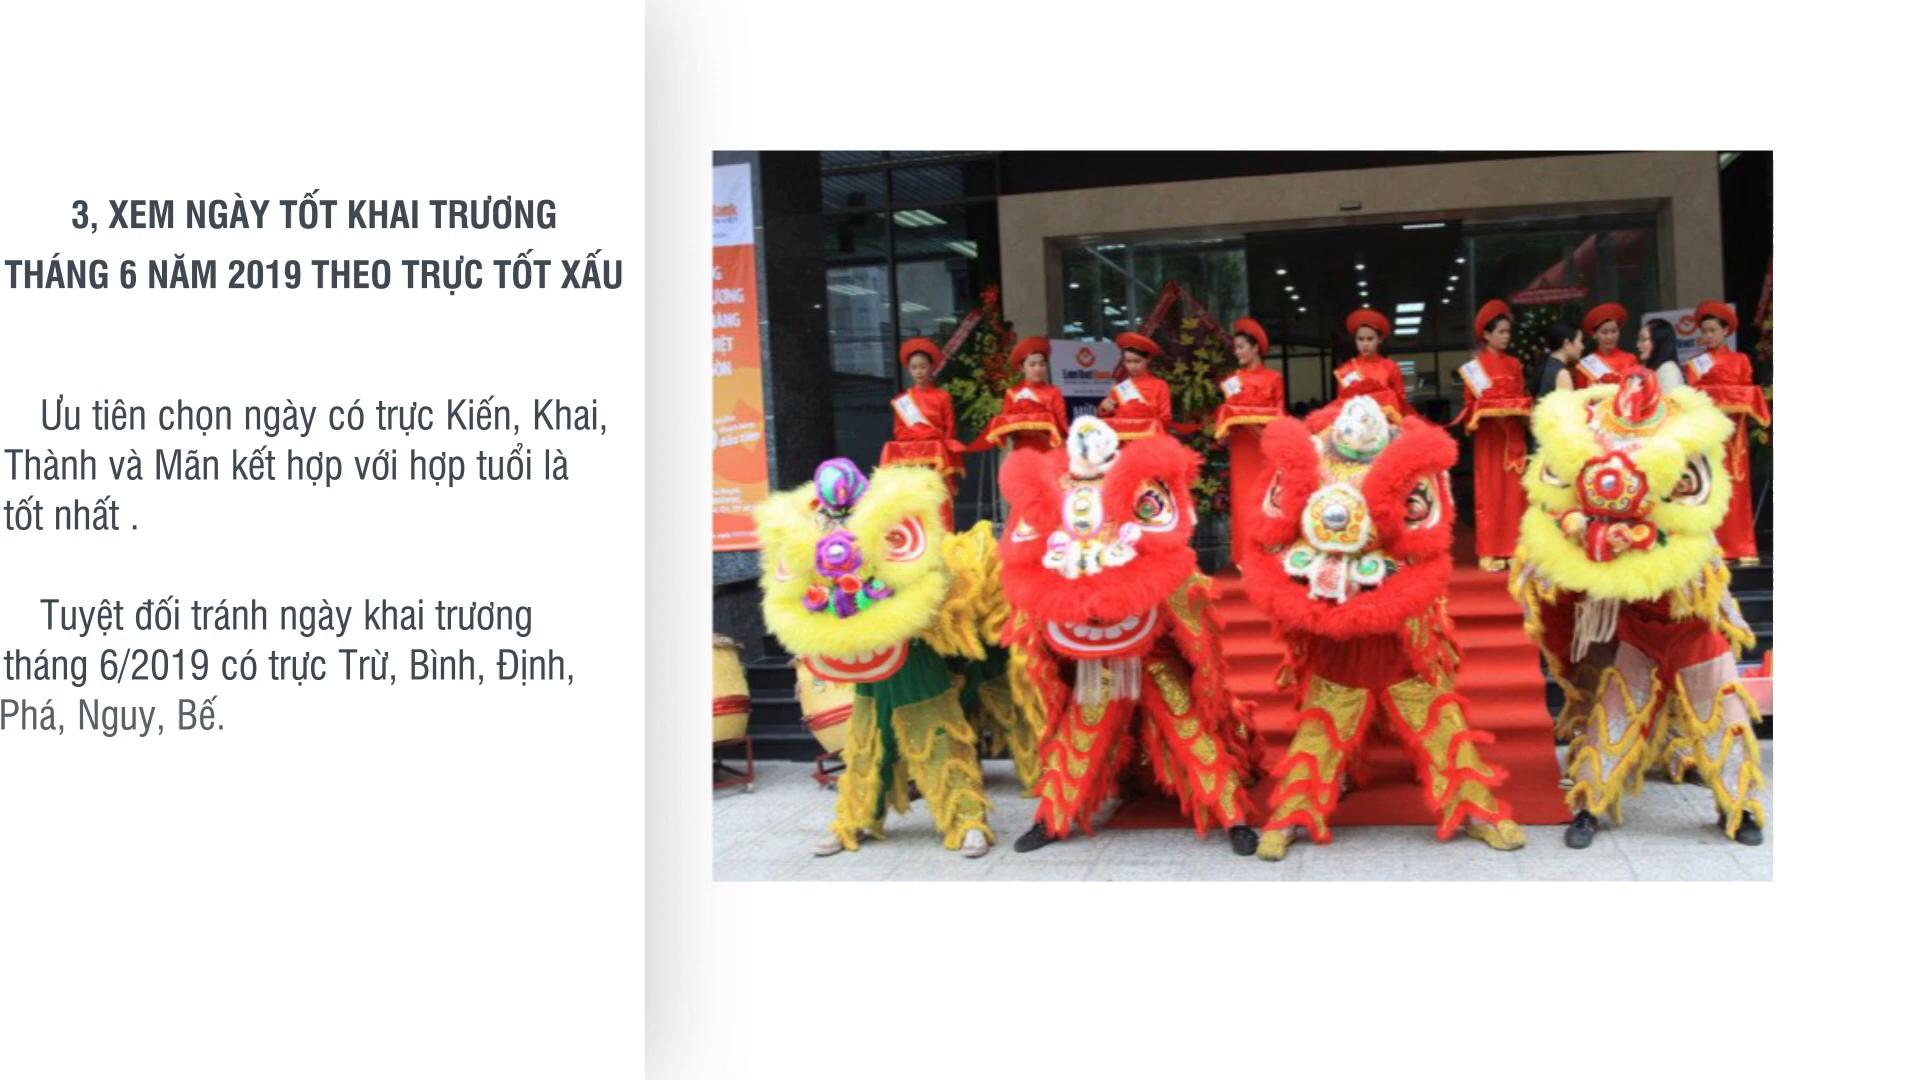 3, XEM NGÀY TỐT KHAI TRƯƠNG
THÁNG 6 NĂM 2019 THEO TRỰC TỐT XẤU
Ưu tiên chọn ngày có trực Kiến, Khai,
Thành và Mãn kết hợp với hợp tuổi là
tốt nhất .
Tuyệt đối tránh ngày khai trương
tháng 6/2019 có trực Trừ, Bình, Định,
Phá, Nguy, Bế.